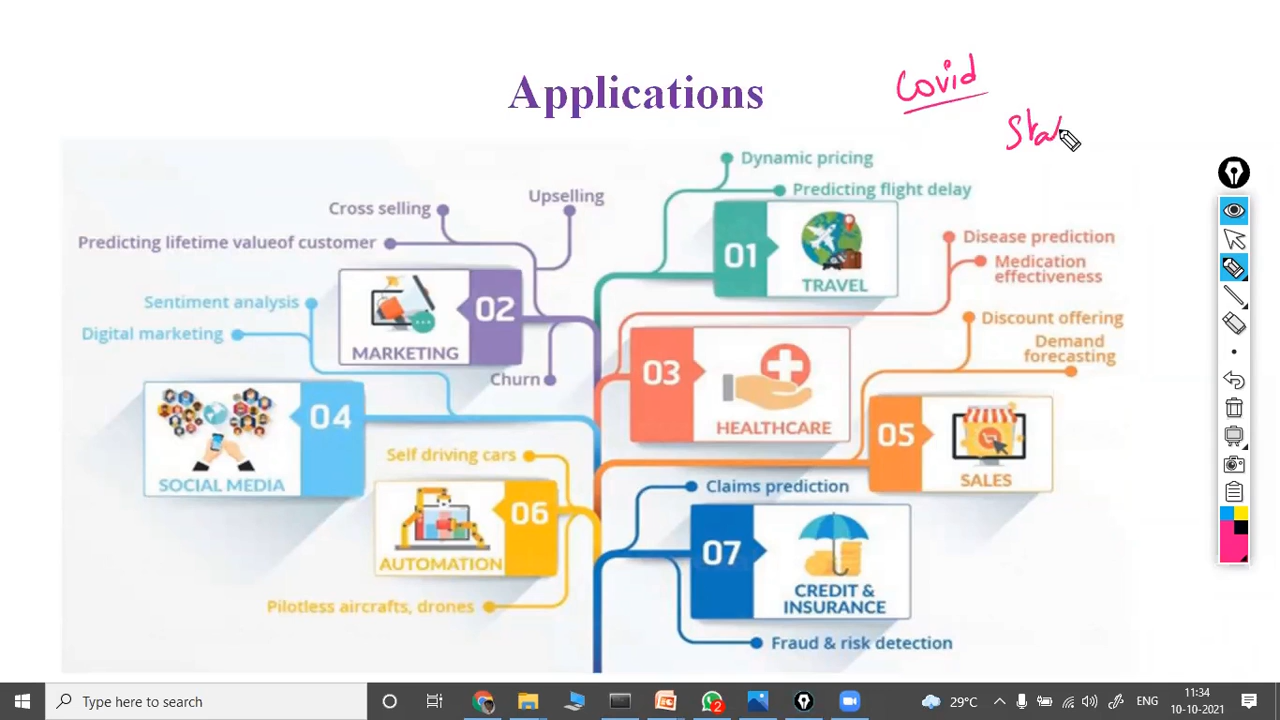 Applications
Covid
Sta
Dynamic pricing
Predicting flight delay
01
TRAVEL
Upselling
Cross selling
Predicting lifetime valueof customer
02
MARKETING
Churn
Disease prediction
Medication
effectiveness
03
HEALTHCARE
Sentiment analysis
Digital marketing
04
SOCIAL MEDIA
Discount offering
Demand
forecasting
05
SALES
Self driving cars
06
AUTOMATION
Pilotless aircrafts, drones
Claims prediction
07
CREDIT &
INSURANCE
Fraud & risk detection
Type here to search
2
29°C
ENG
11:34
10-10-2021